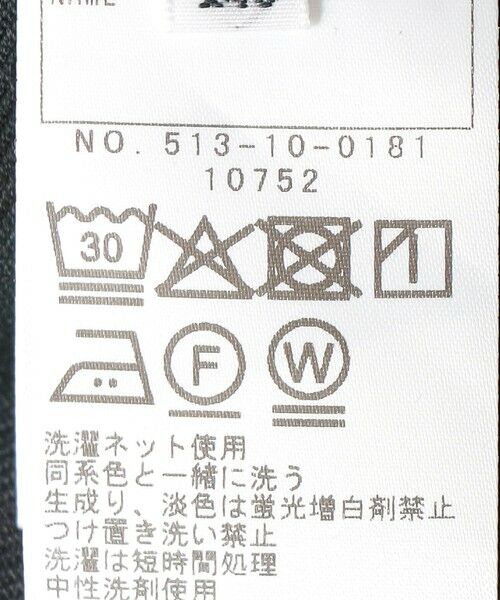 NO. 513-10-0181
10752
30
F
W
洗濯ネット使用
同系色と一緒に洗う
生成り、淡色は蛍光増白剤禁止
つけ置き洗い禁止
洗濯は短時間処理
中性洗剤使用